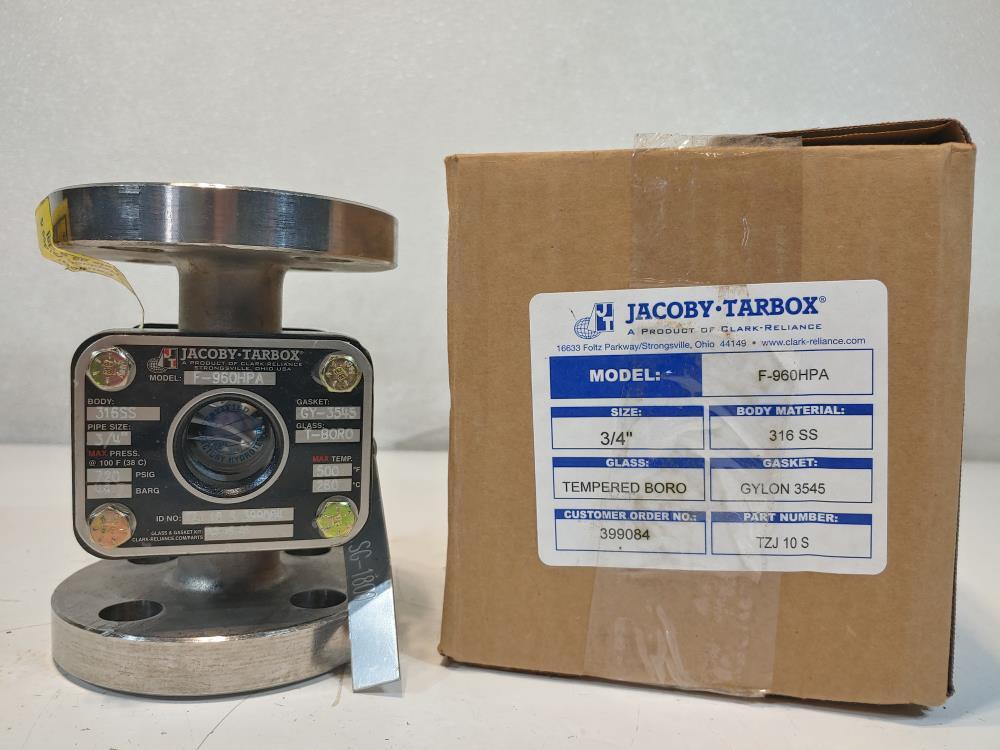 JACOBY·TARBOX®
A PRODUCT OF CLARK-RELIANCE
STRONGSVILLE, OHIO USA
MODEL: F-960HPA
BODY:
316SS
PIPE SIZE:
3/4"
MAX PRESS.
@ 100 F (38 C)
PSIG
BARG
GASKET:
GY-3545
GLASS:
T-BORO
MAX TEMP.
500 °F
260 °C
ID NO:
GLASS & GASKET KIT:
CLARK-RELIANCE.COM/PARTS
JACOBY·TARBOX®
A PRODUCT OF CLARK-RELIANCE
16633 Foltz Parkway/Strongsville, Ohio 44149 • www.clark-reliance.com
MODEL: F-960HPA
SIZE:
3/4"
BODY MATERIAL:
316 SS
GLASS:
TEMPERED BORO
GASKET:
GYLON 3545
CUSTOMER ORDER NO.:
399084
PART NUMBER:
TZJ 10 S